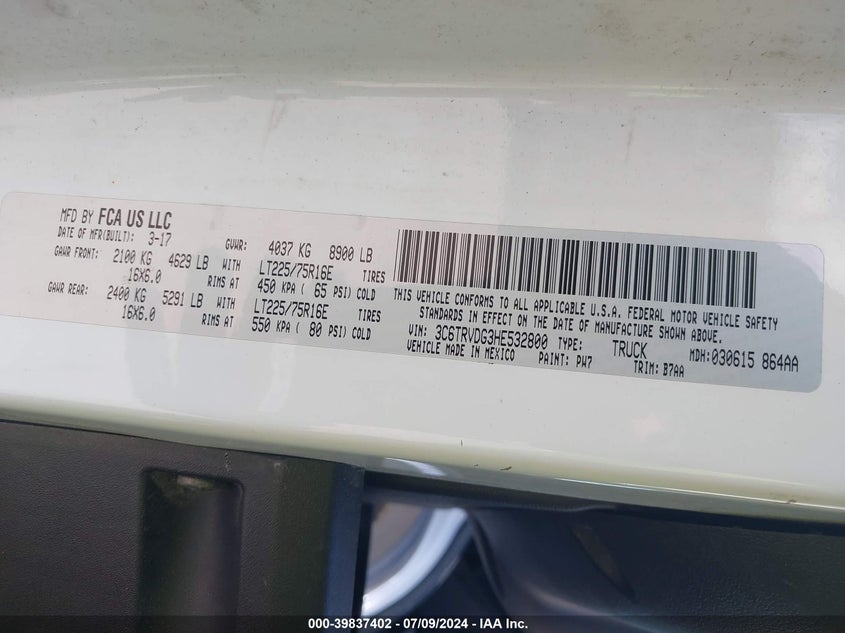 MFD BY FCA US LLC
DATE OF MFR(BUILT): 3-17 GVWR: 4037 KG 8900 LB
GAWR FRONT: 2100 KG 4629 LB WITH LT225/75R16E TIRES
16X6.0 RIMS AT 450 KPA ( 65 PSI) COLD
GAWR REAR: 2400 KG 5291 LB WITH LT225/75R16E TIRES
16X6.0 RIMS AT 550 KPA ( 80 PSI) COLD
THIS VEHICLE CONFORMS TO ALL APPLICABLE U.S.A. FEDERAL MOTOR VEHICLE SAFETY
STANDARDS IN EFFECT ON THE DATE OF MANUFACTURE SHOWN ABOVE.
VIN: 3C6TRVDG3HE532800 TYPE: TRUCK MDH:030615 864AA
VEHICLE MADE IN MEXICO PAINT: PW7 TRIM: B7AA
000-39837402 - 07/09/2024 - IAA Inc.